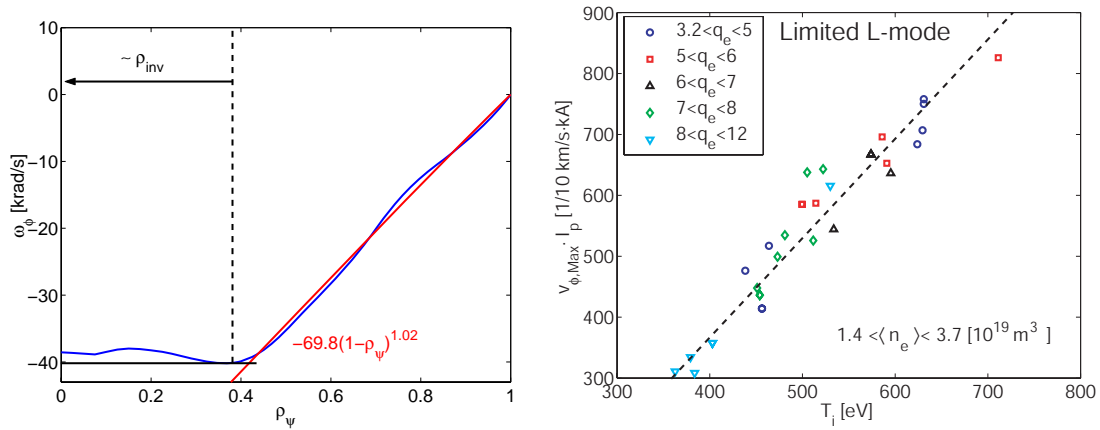 10
0
−10
−20
−30
−40
ω_ϕ [krad/s]
~ ρ_inv
−69.8(1−ρ_ψ)^1.02
0
0.2
0.4
0.6
0.8
1
ρ_ψ
900
800
700
600
500
400
300
v_ϕ,Max · I_p [1/10 km/s·kA]
3.2<q_e<5
5<q_e<6
6<q_e<7
7<q_e<8
8<q_e<12
Limited L-mode
1.4 <⟨ n_e ⟩< 3.7 [10^19 m^3 ]
300
400
500
600
700
800
T_i [eV]